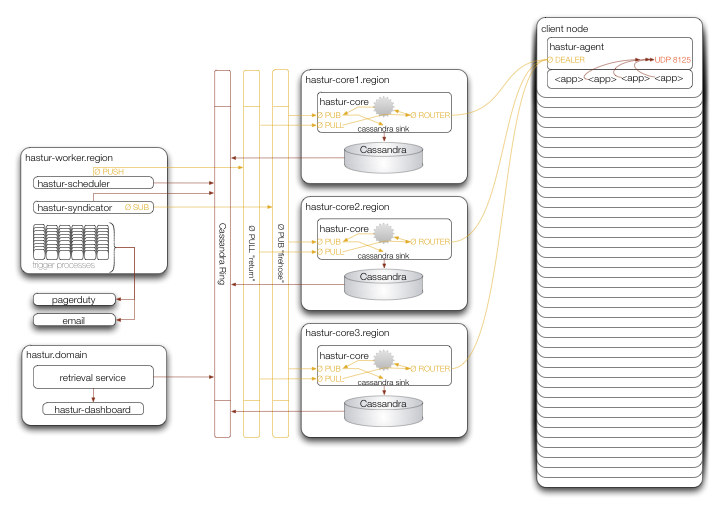 hastur-worker.region
Ø PUSH
hastur-scheduler
hastur-syndicator
Ø SUB
trigger processes
pagerduty
email
hastur.domain
retrieval service
hastur-dashboard
Cassandra Ring
Ø PULL "return"
Ø PUB "firehose"
hastur-core1.region
hastur-core
Ø PUB
Ø PULL
Ø ROUTER
cassandra sink
Cassandra
hastur-core2.region
hastur-core
Ø PUB
Ø PULL
Ø ROUTER
cassandra sink
Cassandra
hastur-core3.region
hastur-core
Ø PUB
Ø PULL
Ø ROUTER
cassandra sink
Cassandra
client node
hastur-agent
Ø DEALER
UDP 8125
<app> <app> <app> <app>